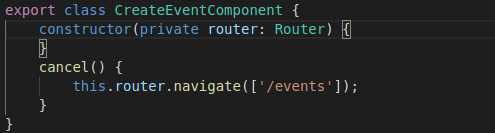 export class CreateEventComponent {
    constructor(private router: Router) {
    }
    cancel() {
        this.router.navigate(['/events']);
    }
}